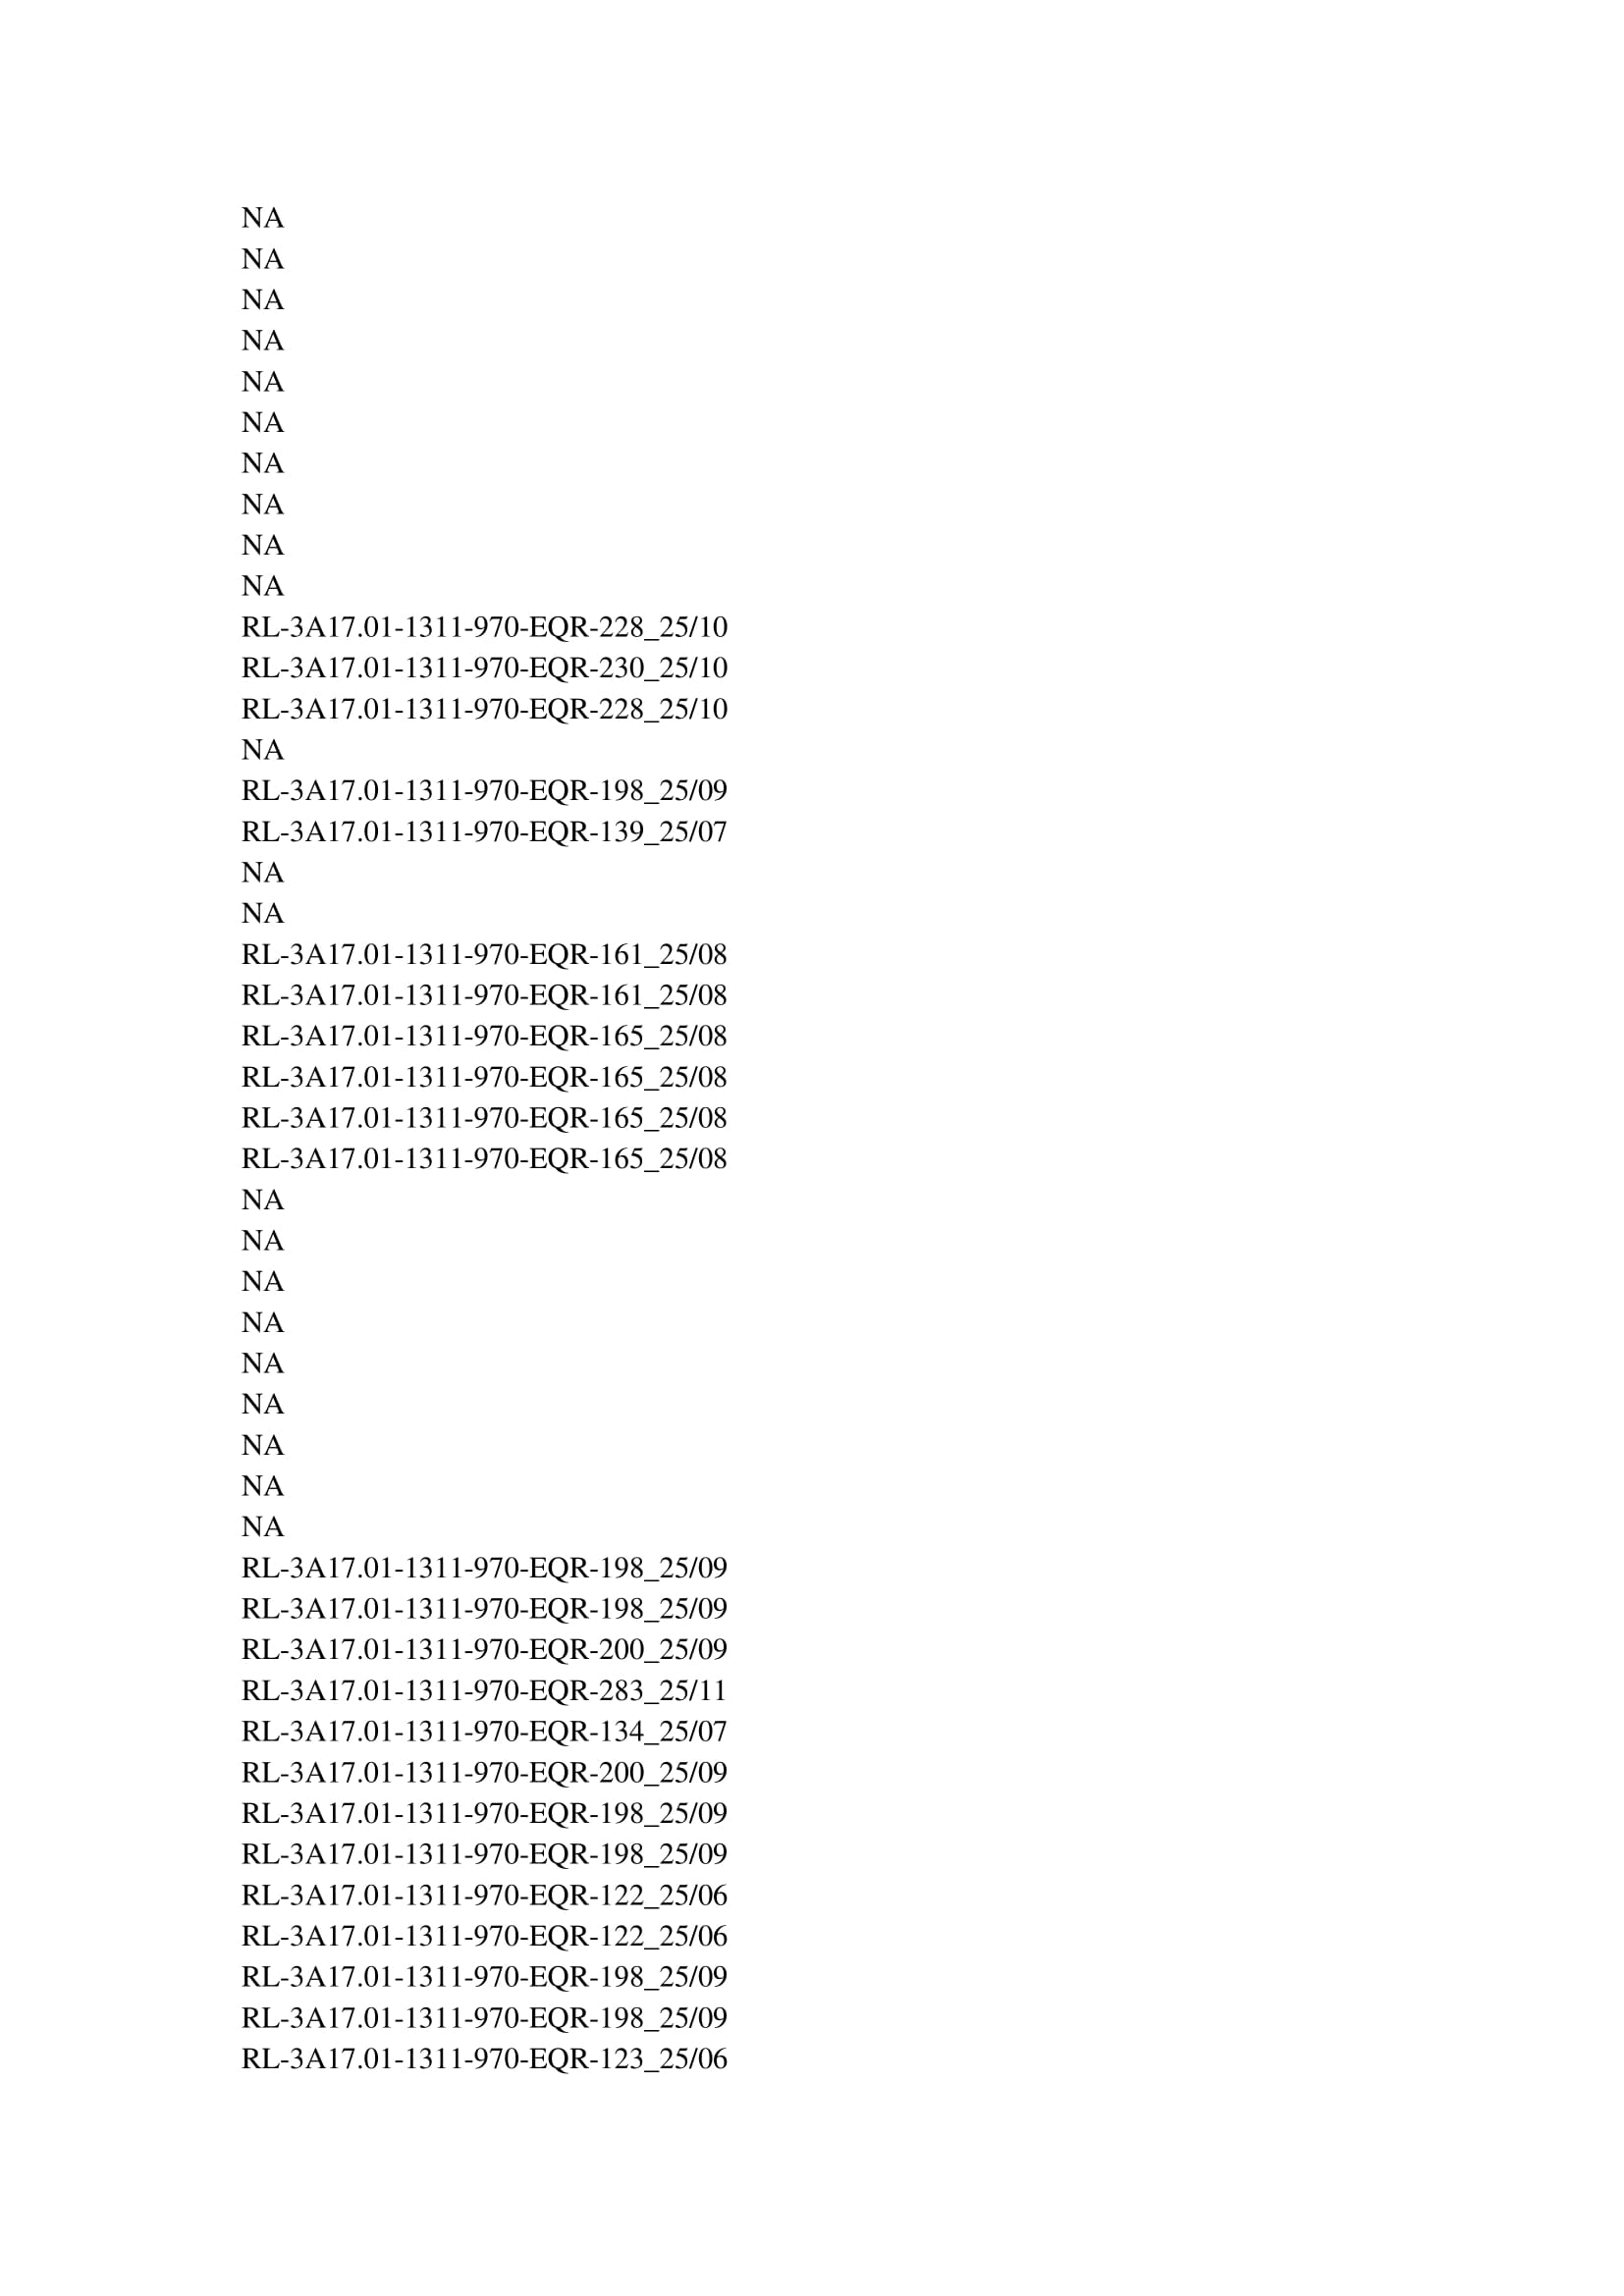 NA
NA
NA
NA
NA
NA
NA
NA
NA
NA
RL-3A17.01-1311-970-EQR-228_25/10
RL-3A17.01-1311-970-EQR-230_25/10
RL-3A17.01-1311-970-EQR-228_25/10
NA
RL-3A17.01-1311-970-EQR-198_25/09
RL-3A17.01-1311-970-EQR-139_25/07
NA
NA
RL-3A17.01-1311-970-EQR-161_25/08
RL-3A17.01-1311-970-EQR-161_25/08
RL-3A17.01-1311-970-EQR-165_25/08
RL-3A17.01-1311-970-EQR-165_25/08
RL-3A17.01-1311-970-EQR-165_25/08
RL-3A17.01-1311-970-EQR-165_25/08
NA
NA
NA
NA
NA
NA
NA
NA
NA
RL-3A17.01-1311-970-EQR-198_25/09
RL-3A17.01-1311-970-EQR-198_25/09
RL-3A17.01-1311-970-EQR-200_25/09
RL-3A17.01-1311-970-EQR-283_25/11
RL-3A17.01-1311-970-EQR-134_25/07
RL-3A17.01-1311-970-EQR-200_25/09
RL-3A17.01-1311-970-EQR-198_25/09
RL-3A17.01-1311-970-EQR-198_25/09
RL-3A17.01-1311-970-EQR-122_25/06
RL-3A17.01-1311-970-EQR-122_25/06
RL-3A17.01-1311-970-EQR-198_25/09
RL-3A17.01-1311-970-EQR-198_25/09
RL-3A17.01-1311-970-EQR-123_25/06